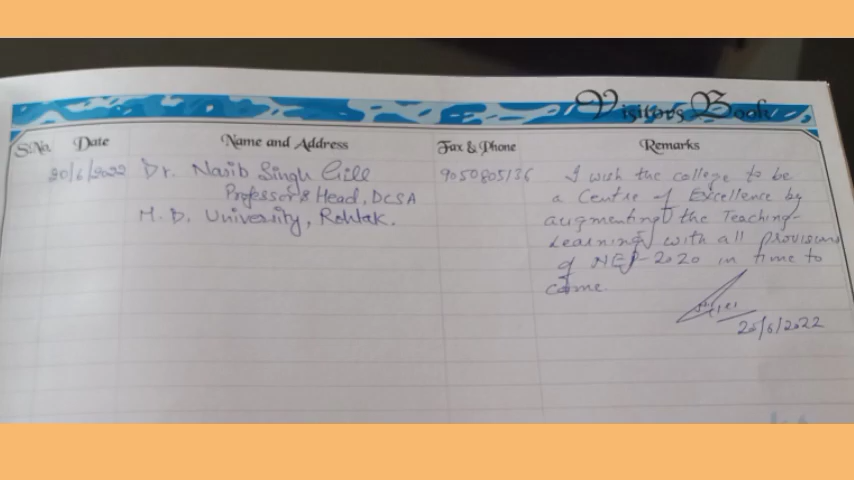 Visitors Book
S.No. Date Name and Address Fax & Phone Remarks
20/6/2022 Dr. Nasib Singh Gill 9050805136 I wish the college to be
Professor & Head, DCSA a Centre of Excellence by
M.D. University, Rohtak. augmenting the Teaching-
Learning with all provisions
of NEP-2020 in time to
come.
20/6/2022